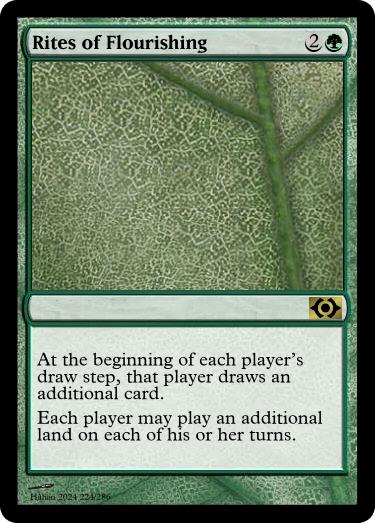 Rites of Flourishing 2
At the beginning of each player's
draw step, that player draws an
additional card.
Each player may play an additional
land on each of his or her turns.
Hahan 2024 224/286